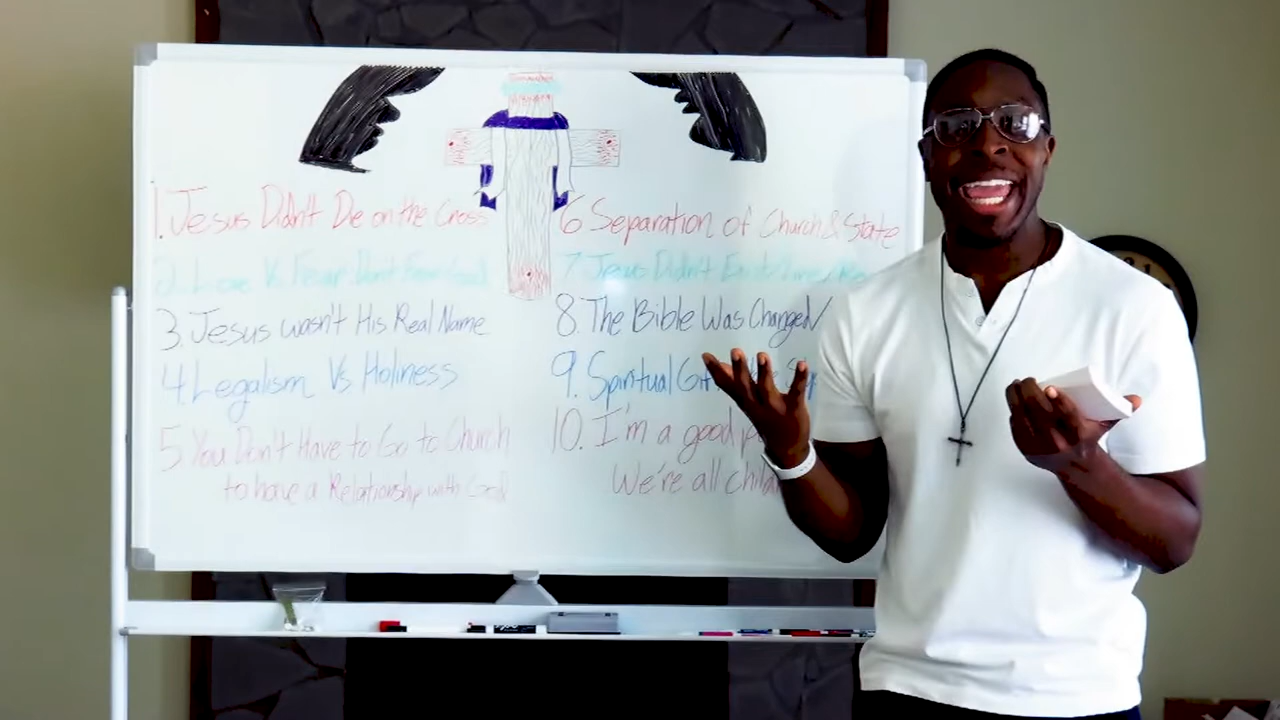 1. Jesus Didn't Die on the Cross
2. Love Vs Fear Don't Fear God
3. Jesus wasn't His Real Name
4. Legalism Vs Holiness
5 You Don't Have to Go to Church
to have a Relationship with God
6 Separation of Church & State
7 Jesus Didn't
8. The Bible Was Changed/
9. Spiritual
10. I'm a good
We're all